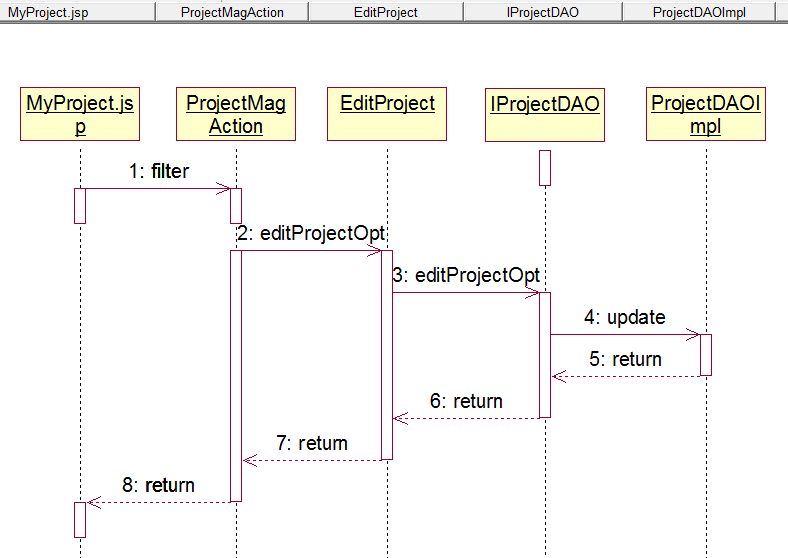 MyProject.jsp ProjectMagAction EditProject IProjectDAO ProjectDAOImpl
MyProject.js
p
ProjectMag
Action
EditProject
IProjectDAO
ProjectDAOI
mpl
1: filter
2: editProjectOpt
3: editProjectOpt
4: update
5: return
6: return
7: return
8: return